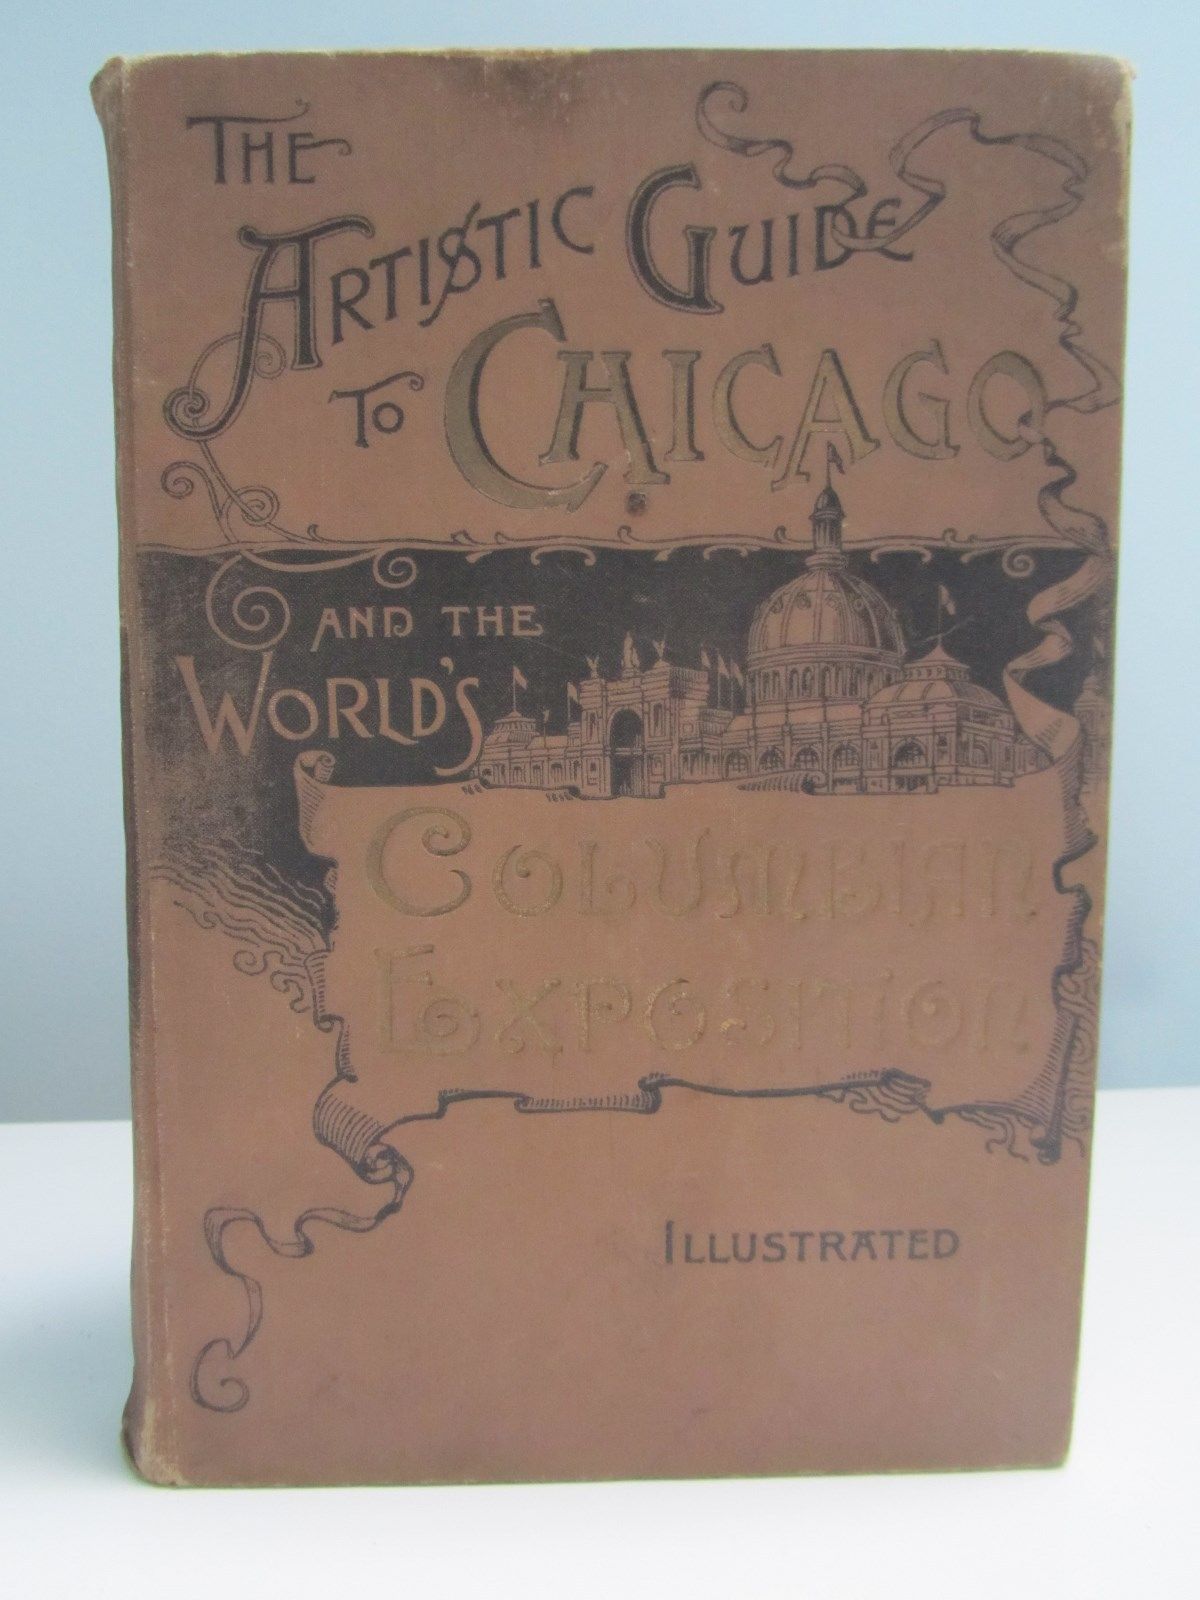 THE
ARTISTIC GUIDE
TO CHICAGO
AND THE
WORLD'S
COLUMBIAN
EXPOSITION
ILLUSTRATED